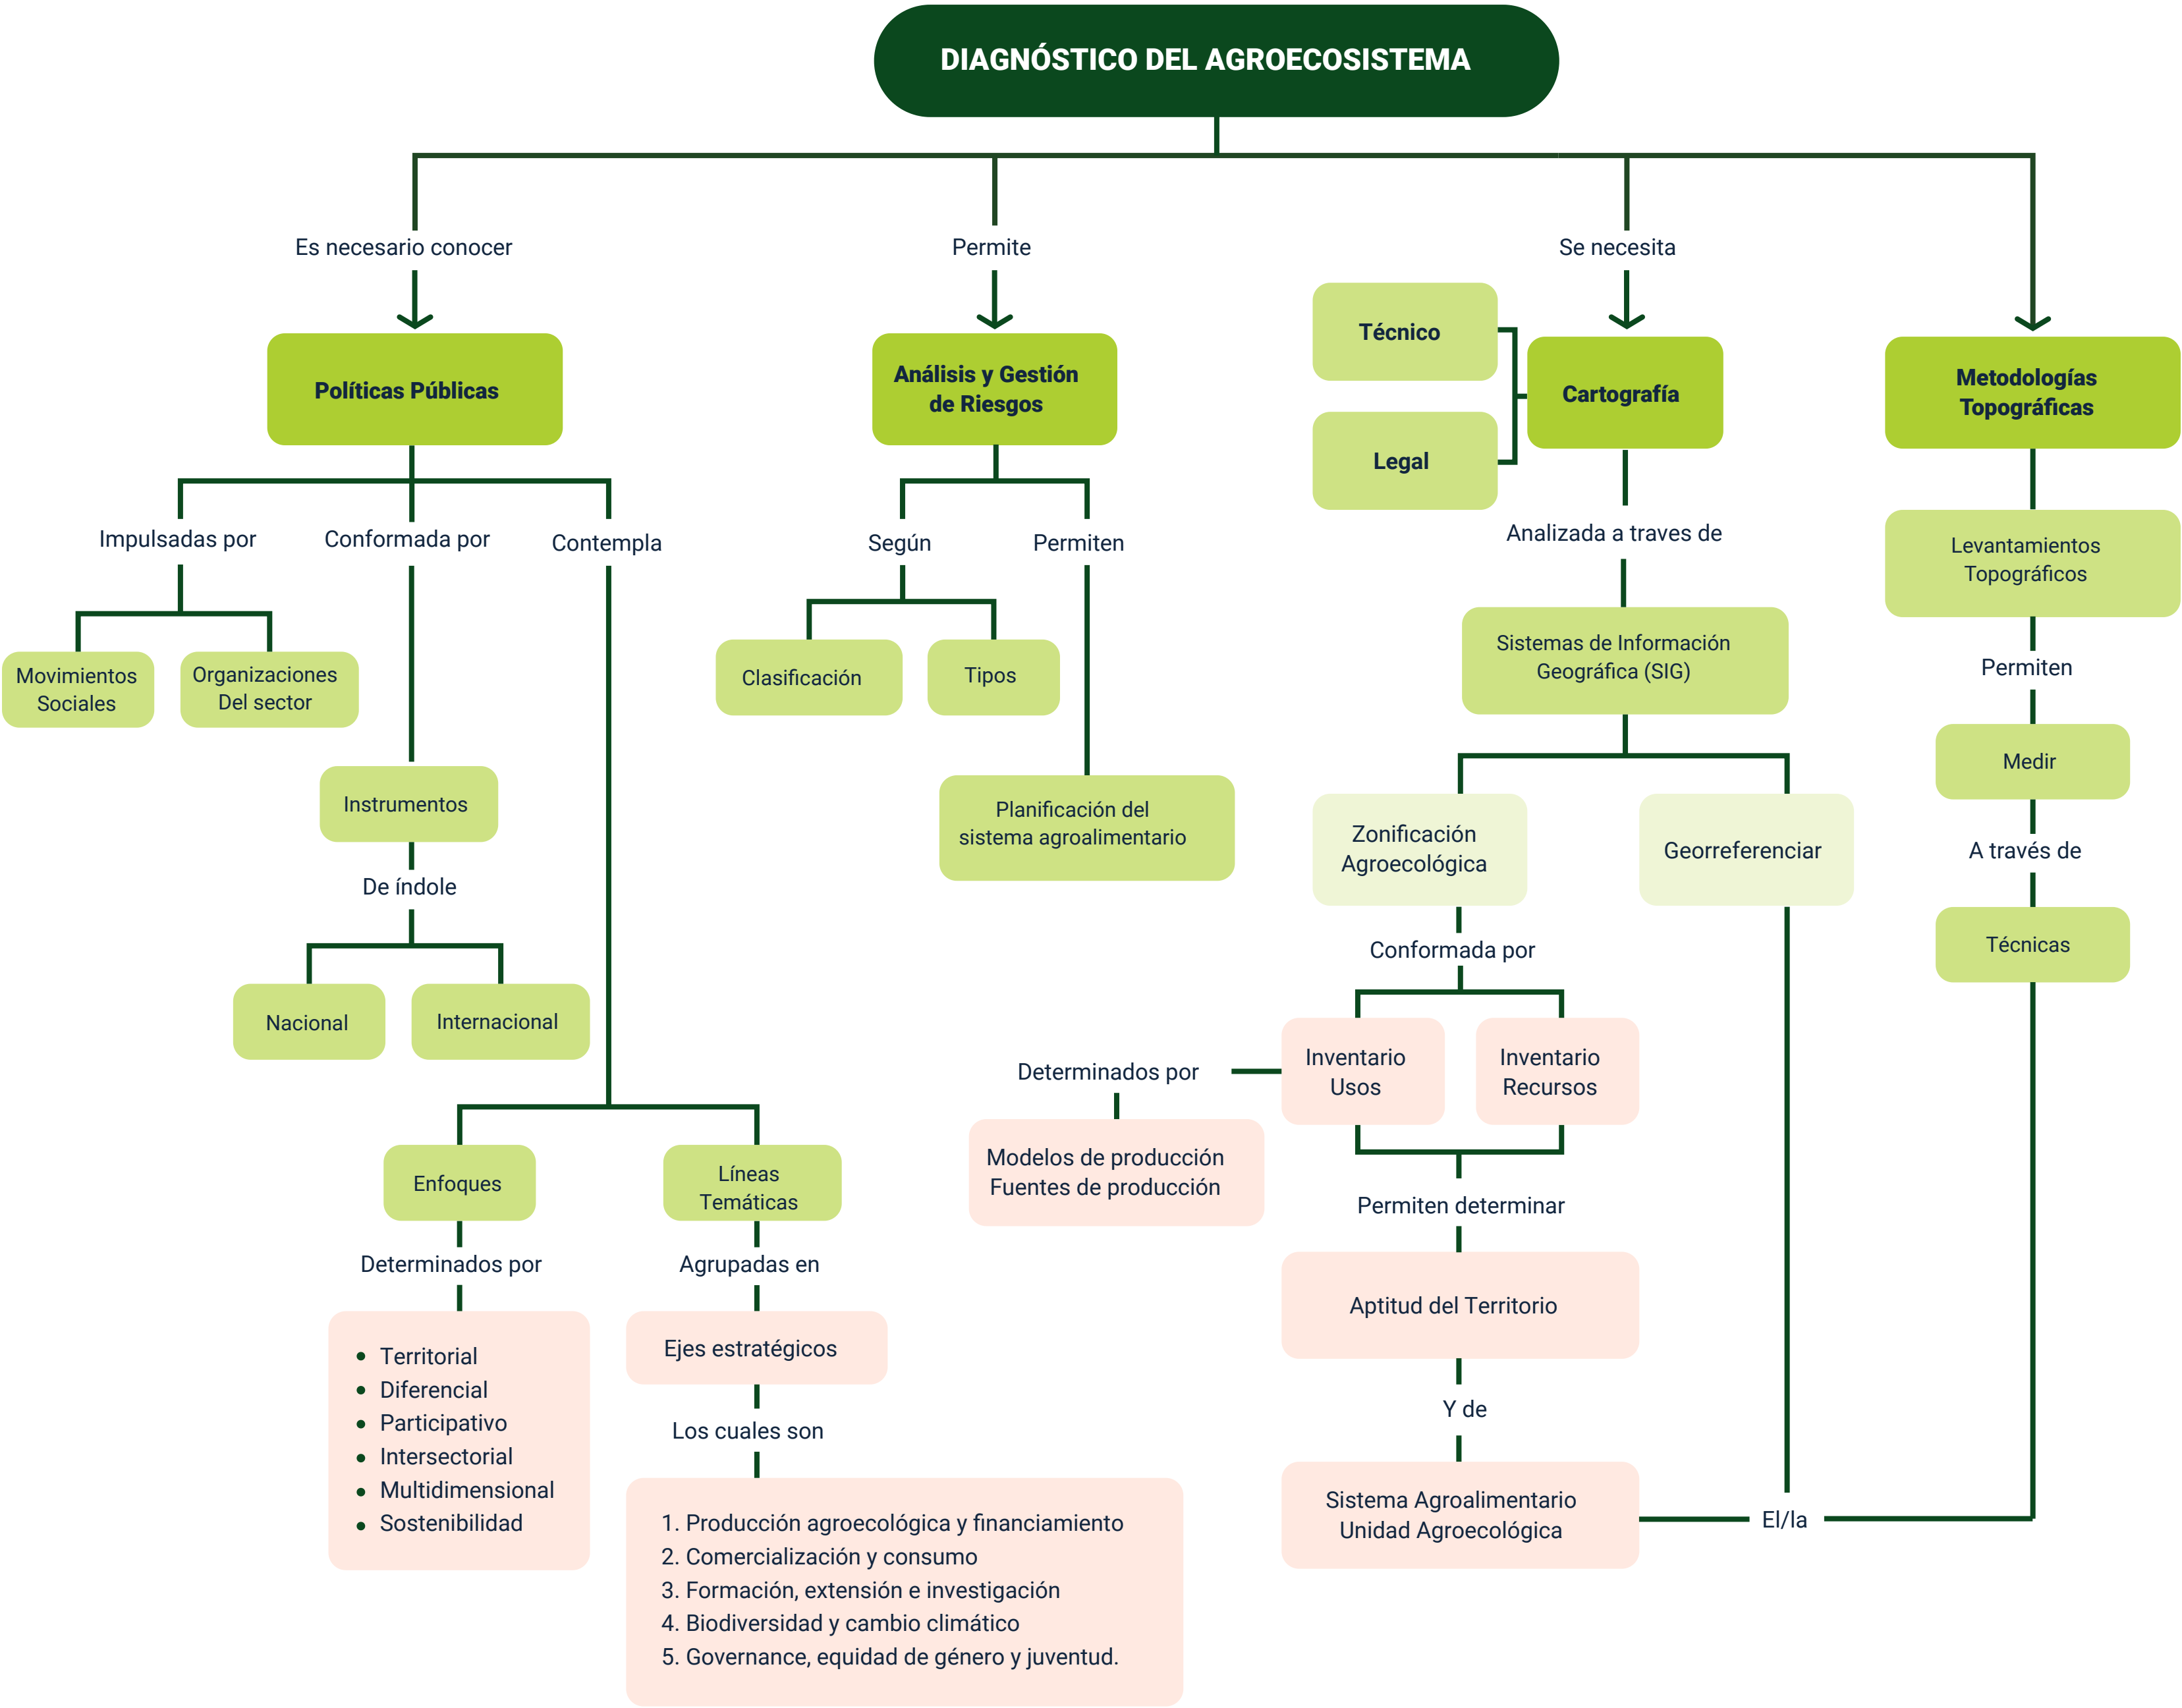 DIAGNÓSTICO DEL AGROECOSISTEMA
Es necesario conocer
Permite
Se necesita
Políticas Públicas
Análisis y Gestión
de Riesgos
Técnico
Legal
Cartografía
Metodologías
Topográficas
Impulsadas por
Conformada por
Contempla
Según
Permiten
Analizada a traves de
Levantamientos
Topográficos
Movimientos
Sociales
Organizaciones
Del sector
Clasificación
Tipos
Sistemas de Información
Geográfica (SIG)
Permiten
Instrumentos
Planificación del
sistema agroalimentario
Zonificación
Agroecológica
Georreferenciar
Medir
A través de
De índole
Técnicas
Nacional
Internacional
Conformada por
Inventario
Usos
Inventario
Recursos
Determinados por
Modelos de producción
Fuentes de producción
Enfoques
Líneas
Temáticas
Permiten determinar
Determinados por
Agrupadas en
Aptitud del Territorio
Territorial
Diferencial
Participativo
Intersectorial
Multidimensional
Sostenibilidad
Ejes estratégicos
Los cuales son
Y de
Sistema Agroalimentario
Unidad Agroecológica
El/la
1. Producción agroecológica y financiamiento
2. Comercialización y consumo
3. Formación, extensión e investigación
4. Biodiversidad y cambio climático
5. Governance, equidad de género y juventud.